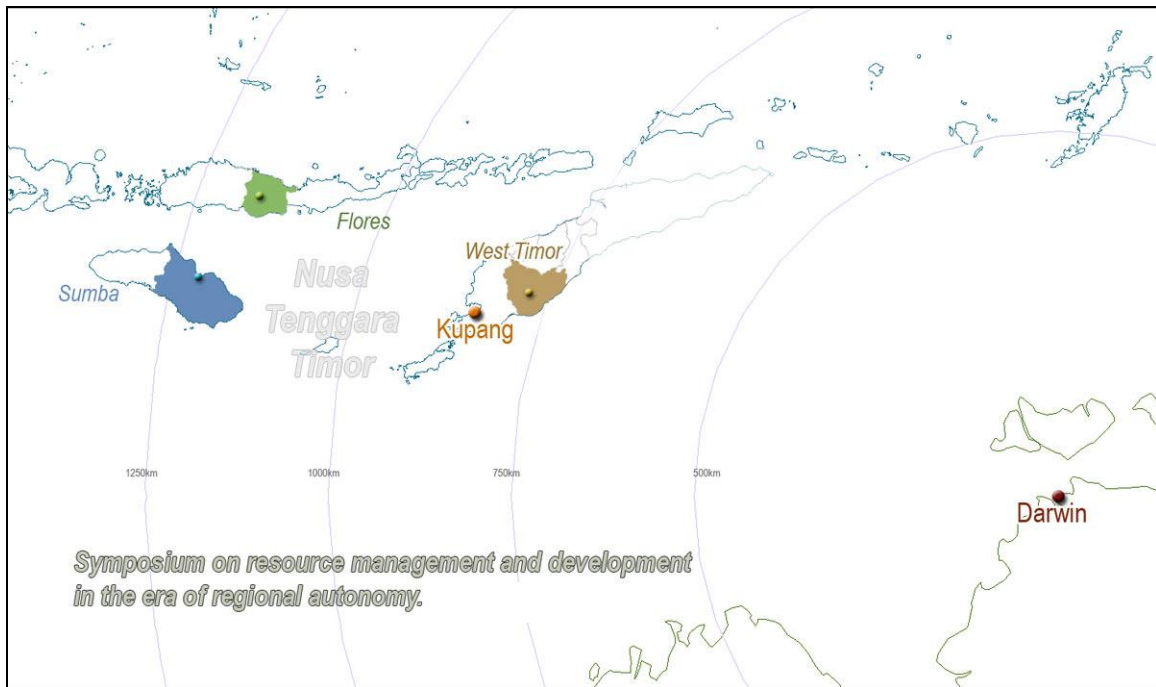 Flores
West Timor
Nusa
Tenggara
Timor
Sumba
Kupang
1250km
1000km
750km
500km
Darwin
Symposium on resource management and development
in the era of regional autonomy.